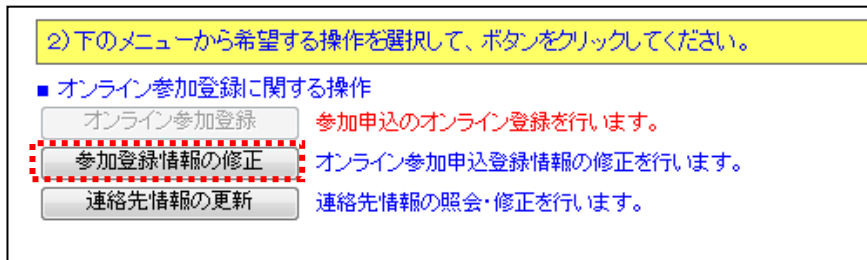 2)下のメニューから希望する操作を選択して、ボタンをクリックしてください。
■ オンライン参加登録に関する操作
オンライン参加登録 参加申込のオンライン登録を行います。
参加登録情報の修正 オンライン参加申込登録情報の修正を行います。
連絡先情報の更新 連絡先情報の照会・修正を行います。